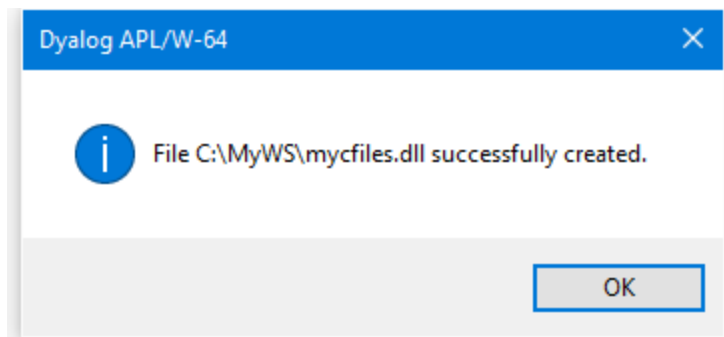 Dyalog APL/W-64
File C:\MyWS\mycfiles.dll successfully created.
OK